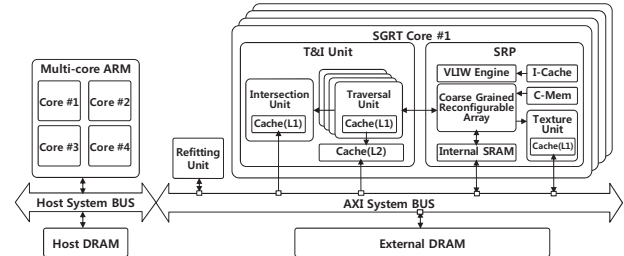 SGRT Core #1
T&I Unit
SRP
Multi-core ARM
VLIW Engine
I-Cache
Core #1
Core #2
Intersection
Unit
Traversal
Unit
Coarse Grained
Reconfigurable
Array
C-Mem
Cache(L1)
Cache(L1)
Texture
Unit
Core #3
Core #4
Refitting
Unit
Cache(L2)
Internal SRAM
Cache(L1)
Host System BUS
AXI System BUS
Host DRAM
External DRAM